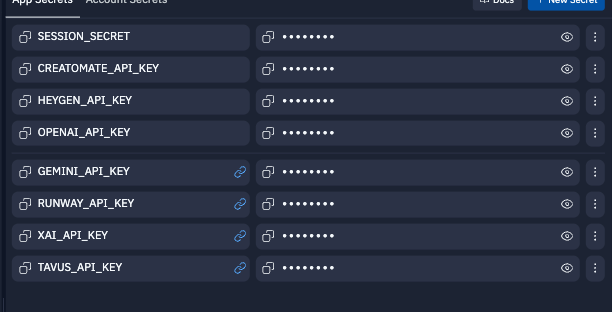 App Secrets Account Secrets Docs + New Secret
SESSION_SECRET ••••••••
CREATOMATE_API_KEY ••••••••
HEYGEN_API_KEY ••••••••
OPENAI_API_KEY ••••••••
GEMINI_API_KEY ••••••••
RUNWAY_API_KEY ••••••••
XAI_API_KEY ••••••••
TAVUS_API_KEY ••••••••